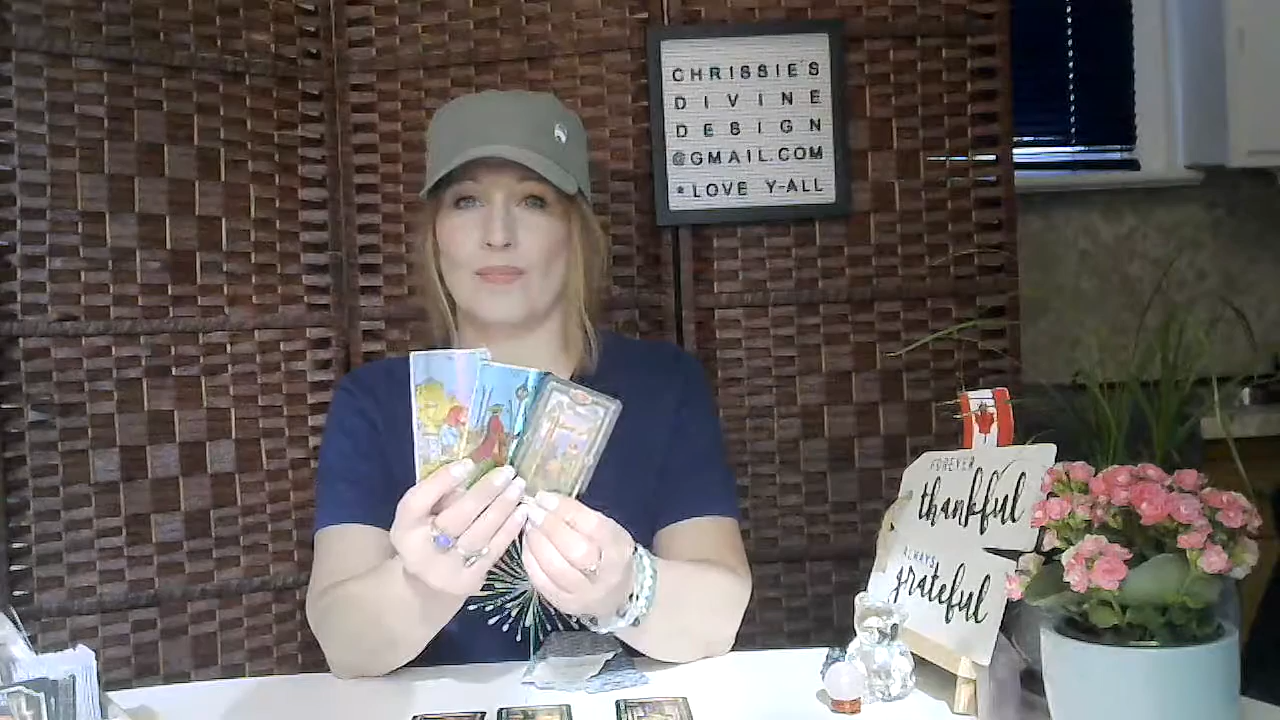 CHRISSIE'S
DIVINE
DESIGN
@GMAIL.COM
*LOVE Y-ALL
FOREVER
thankful
ALWAYS
grateful